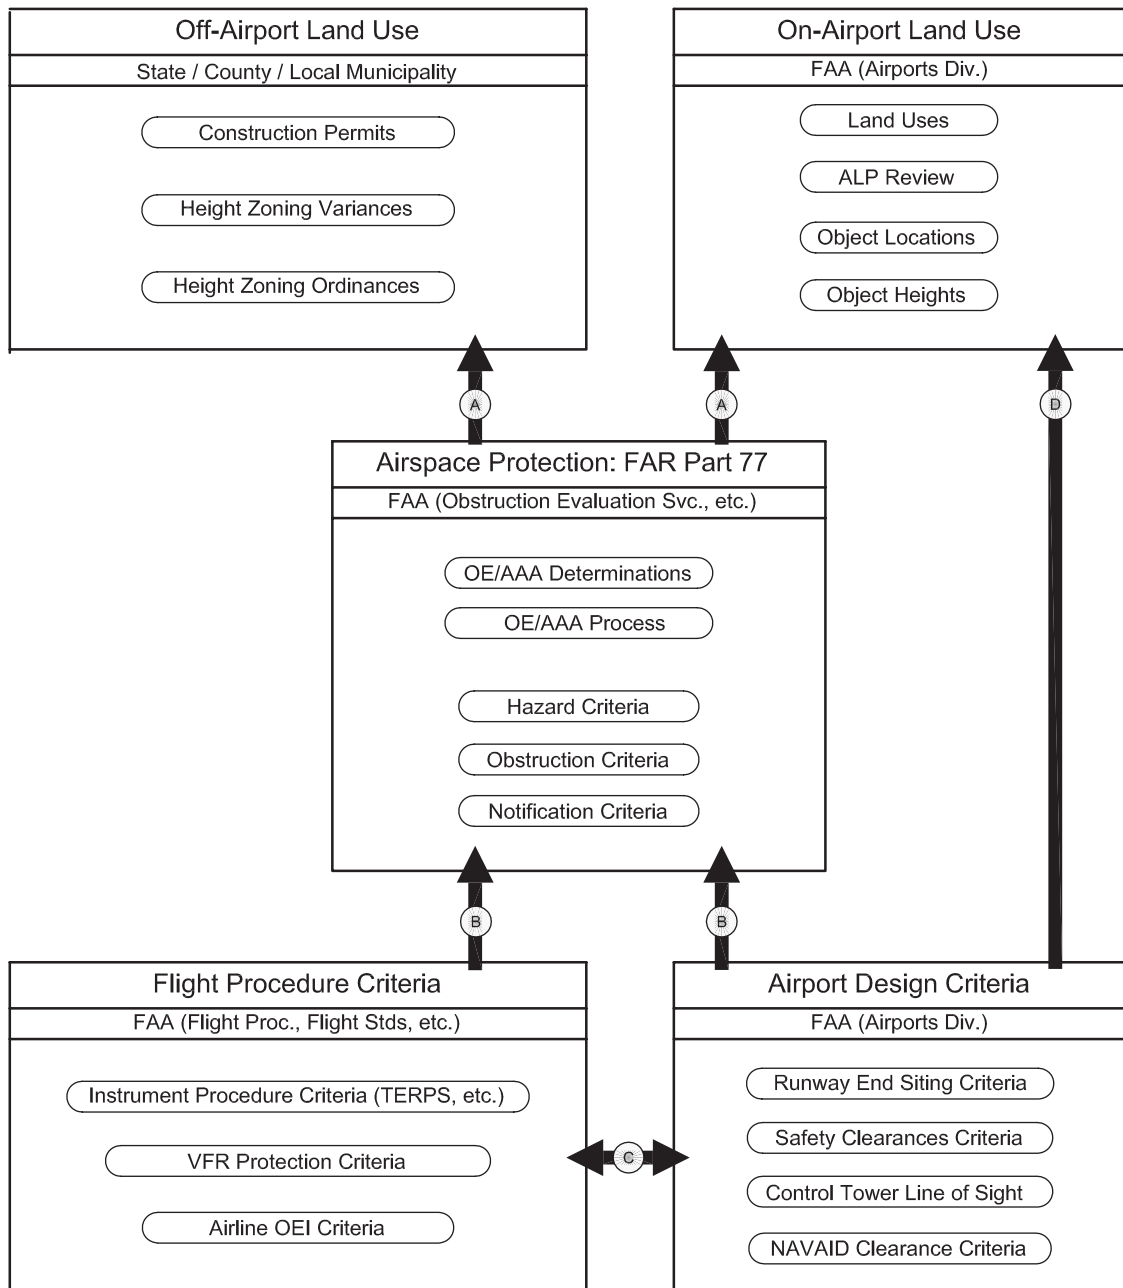 Off-Airport Land Use
State / County / Local Municipality
Construction Permits
Height Zoning Variances
Height Zoning Ordinances
On-Airport Land Use
FAA (Airports Div.)
Land Uses
ALP Review
Object Locations
Object Heights
A
A
D
Airspace Protection: FAR Part 77
FAA (Obstruction Evaluation Svc., etc.)
OE/AAA Determinations
OE/AAA Process
Hazard Criteria
Obstruction Criteria
Notification Criteria
B
B
Flight Procedure Criteria
FAA (Flight Proc., Flight Stds, etc.)
Instrument Procedure Criteria (TERPS, etc.)
VFR Protection Criteria
Airline OEI Criteria
C
Airport Design Criteria
FAA (Airports Div.)
Runway End Siting Criteria
Safety Clearances Criteria
Control Tower Line of Sight
NAVAID Clearance Criteria